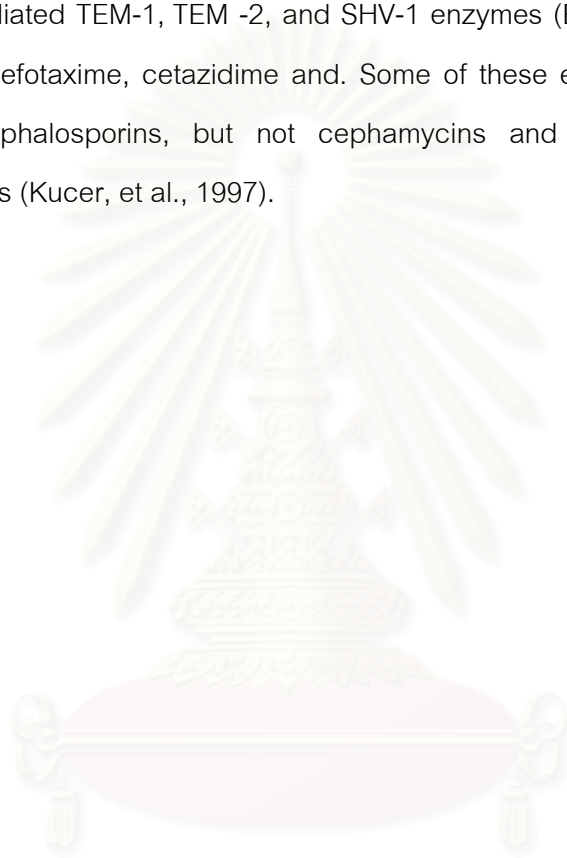 liated TEM-1, TEM -2, and SHV-1 enzymes (
efotaxime, cetazidime and. Some of these e
phalosporins, but not cephamycins and
s (Kucer, et al., 1997).